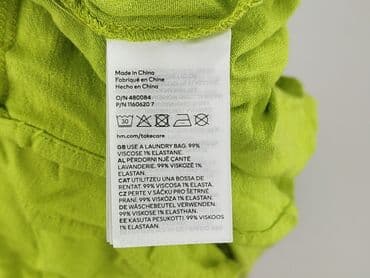 Made in China
Fabriqué en Chine
Hecho en China
O/N 480084
P/N 1160620 7
30
hm.com/takecare
GB USE A LAUNDRY BAG. 99%
VISCOSE 1% ELASTANE.
AL PËRDORNI NJË ÇANTË
LAVANDERIE. 99% VISKOZË 1%
ELASTAN.
CAT UTILITZEU UNA BOSSA DE
RENTAT. 99% VISCOSA 1% ELASTÀ
CZ PERTE V SÁČKU PRO ŠETRNÉ
PRANÍ. 99% VISKÓZA 1% ELASTAN.
DE WÄSCHEBEUTEL VERWENDEN.
99% VISKOSE 1% ELASTHAN.
EE KASUTA PESUKOTTI. 99% VISKOOS
1% ELASTAAN.